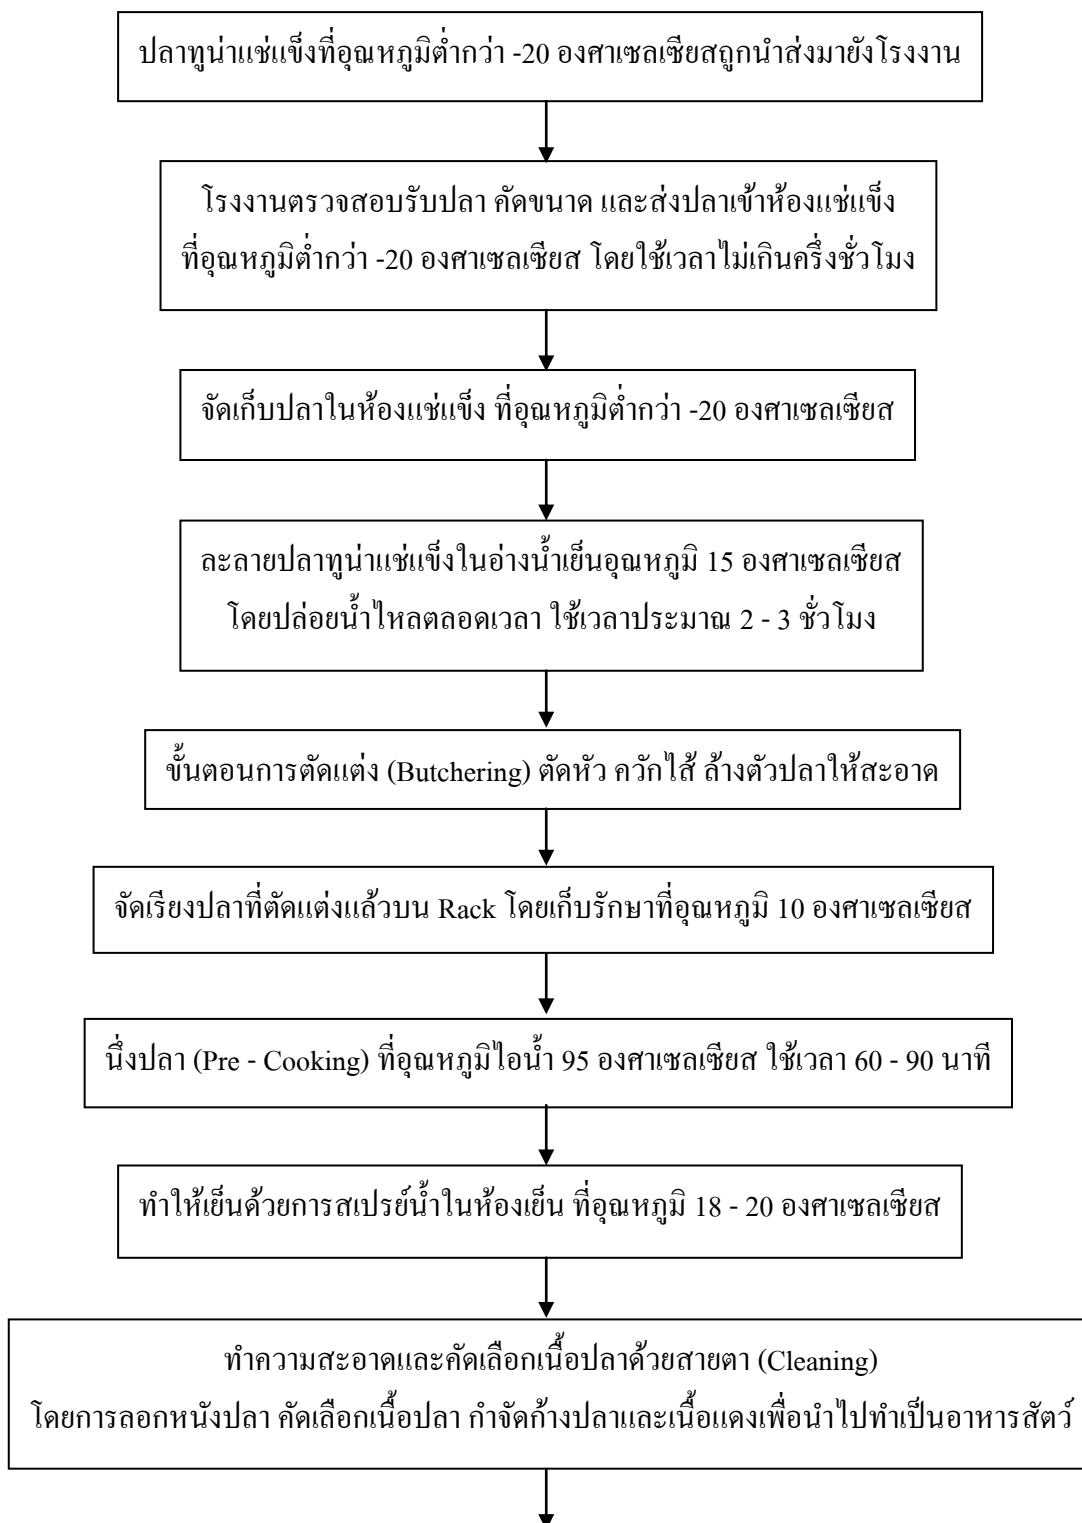 ปลาทูน่าแช่แข็งที่อุณหภูมิต่ำกว่า -20 องศาเซลเซียสถูกนำส่งมายังโรงงาน
โรงงานตรวจสอบรับปลา คัดขนาด และส่งปลาเข้าห้องแช่แข็ง
ที่อุณหภูมิต่ำกว่า -20 องศาเซลเซียส โดยใช้เวลาไม่เกินครึ่งชั่วโมง
จัดเก็บปลาในห้องแช่แข็ง ที่อุณหภูมิต่ำกว่า -20 องศาเซลเซียส
ละลายปลาทูน่าแช่แข็งในอ่างน้ำเย็นอุณหภูมิ 15 องศาเซลเซียส
โดยปล่อยน้ำไหลตลอดเวลา ใช้เวลาประมาณ 2 - 3 ชั่วโมง
ขั้นตอนการตัดแต่ง (Butchering) ตัดหัว ควักไส้ ล้างตัวปลาให้สะอาด
จัดเรียงปลาที่ตัดแต่งแล้วบน Rack โดยเก็บรักษาที่อุณหภูมิ 10 องศาเซลเซียส
นึ่งปลา (Pre - Cooking) ที่อุณหภูมิไอน้ำ 95 องศาเซลเซียส ใช้เวลา 60 - 90 นาที
ทำให้เย็นด้วยการสเปรย์น้ำในห้องเย็น ที่อุณหภูมิ 18 - 20 องศาเซลเซียส
ทำความสะอาดและคัดเลือกเนื้อปลาด้วยสายตา (Cleaning)
โดยการลอกหนังปลา คัดเลือกเนื้อปลา กำจัดก้างปลาและเนื้อแดงเพื่อนำไปทำเป็นอาหารสัตว์